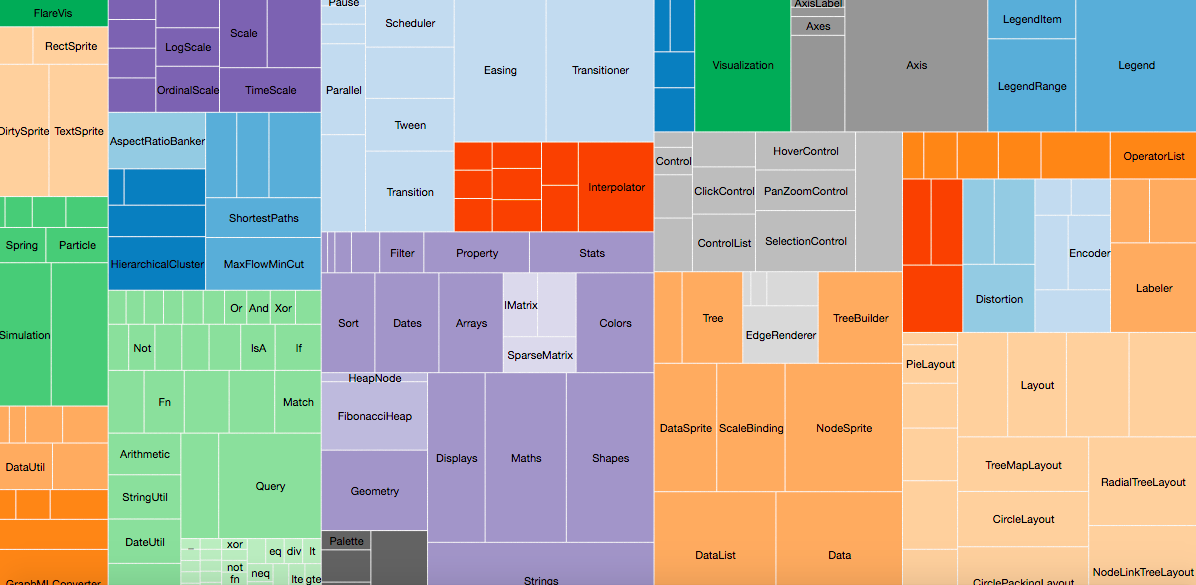 FlareVis
RectSprite
DirtySprite
TextSprite
Spring
Particle
Simulation
DataUtil
GraphMLConverter
Scale
LogScale
OrdinalScale
TimeScale
AspectRatioBanker
ShortestPaths
HierarchicalCluster
MaxFlowMinCut
Or
And
Xor
Not
IsA
If
Fn
Match
Arithmetic
StringUtil
DateUtil
Query
_
xor
eq
div
lt
not
fn
neq
lte
gte
Pause
Scheduler
Parallel
Tween
Transition
Easing
Transitioner
Interpolator
Filter
Property
Stats
Sort
Dates
Arrays
IMatrix
SparseMatrix
Colors
HeapNode
FibonacciHeap
Geometry
Palette
Displays
Maths
Shapes
Strings
Visualization
AxisLabel
Axes
Axis
LegendItem
LegendRange
Legend
Control
ClickControl
ControlList
HoverControl
PanZoomControl
SelectionControl
Tree
EdgeRenderer
TreeBuilder
DataSprite
ScaleBinding
NodeSprite
DataList
Data
OperatorList
Distortion
Encoder
Labeler
PieLayout
Layout
TreeMapLayout
CircleLayout
CirclePackingLayout
RadialTreeLayout
NodeLinkTreeLayout